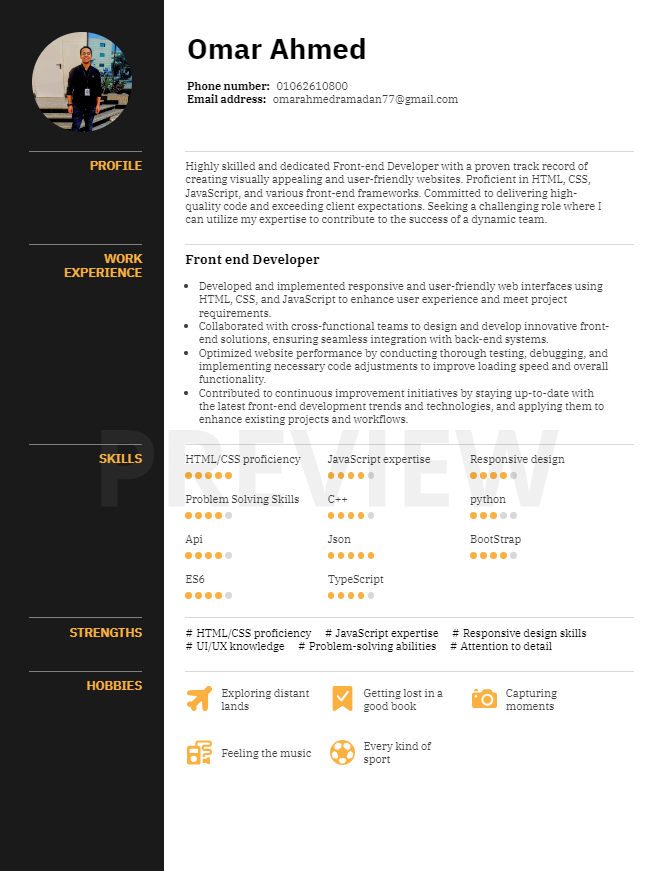 Omar Ahmed
Phone number: 01062610800
Email address: omarahmedramadan77@gmail.com
PROFILE
Highly skilled and dedicated Front-end Developer with a proven track record of
creating visually appealing and user-friendly websites. Proficient in HTML, CSS,
JavaScript, and various front-end frameworks. Committed to delivering high-
quality code and exceeding client expectations. Seeking a challenging role where I
can utilize my expertise to contribute to the success of a dynamic team.
WORK
EXPERIENCE
Front end Developer
• Developed and implemented responsive and user-friendly web interfaces using
HTML, CSS, and JavaScript to enhance user experience and meet project
requirements.
• Collaborated with cross-functional teams to design and develop innovative front-
end solutions, ensuring seamless integration with back-end systems.
• Optimized website performance by conducting thorough testing, debugging, and
implementing necessary code adjustments to improve loading speed and overall
functionality.
• Contributed to continuous improvement initiatives by staying up-to-date with
the latest front-end development trends and technologies, and applying them to
enhance existing projects and workflows.
PREVIEW
SKILLS
HTML/CSS proficiency JavaScript expertise Responsive design
Problem Solving Skills C++ python
Api Json BootStrap
ES6 TypeScript
STRENGTHS
# HTML/CSS proficiency # JavaScript expertise # Responsive design skills
# UI/UX knowledge # Problem-solving abilities # Attention to detail
HOBBIES
Exploring distant
lands
Getting lost in a
good book
Capturing
moments
Feeling the music
Every kind of
sport